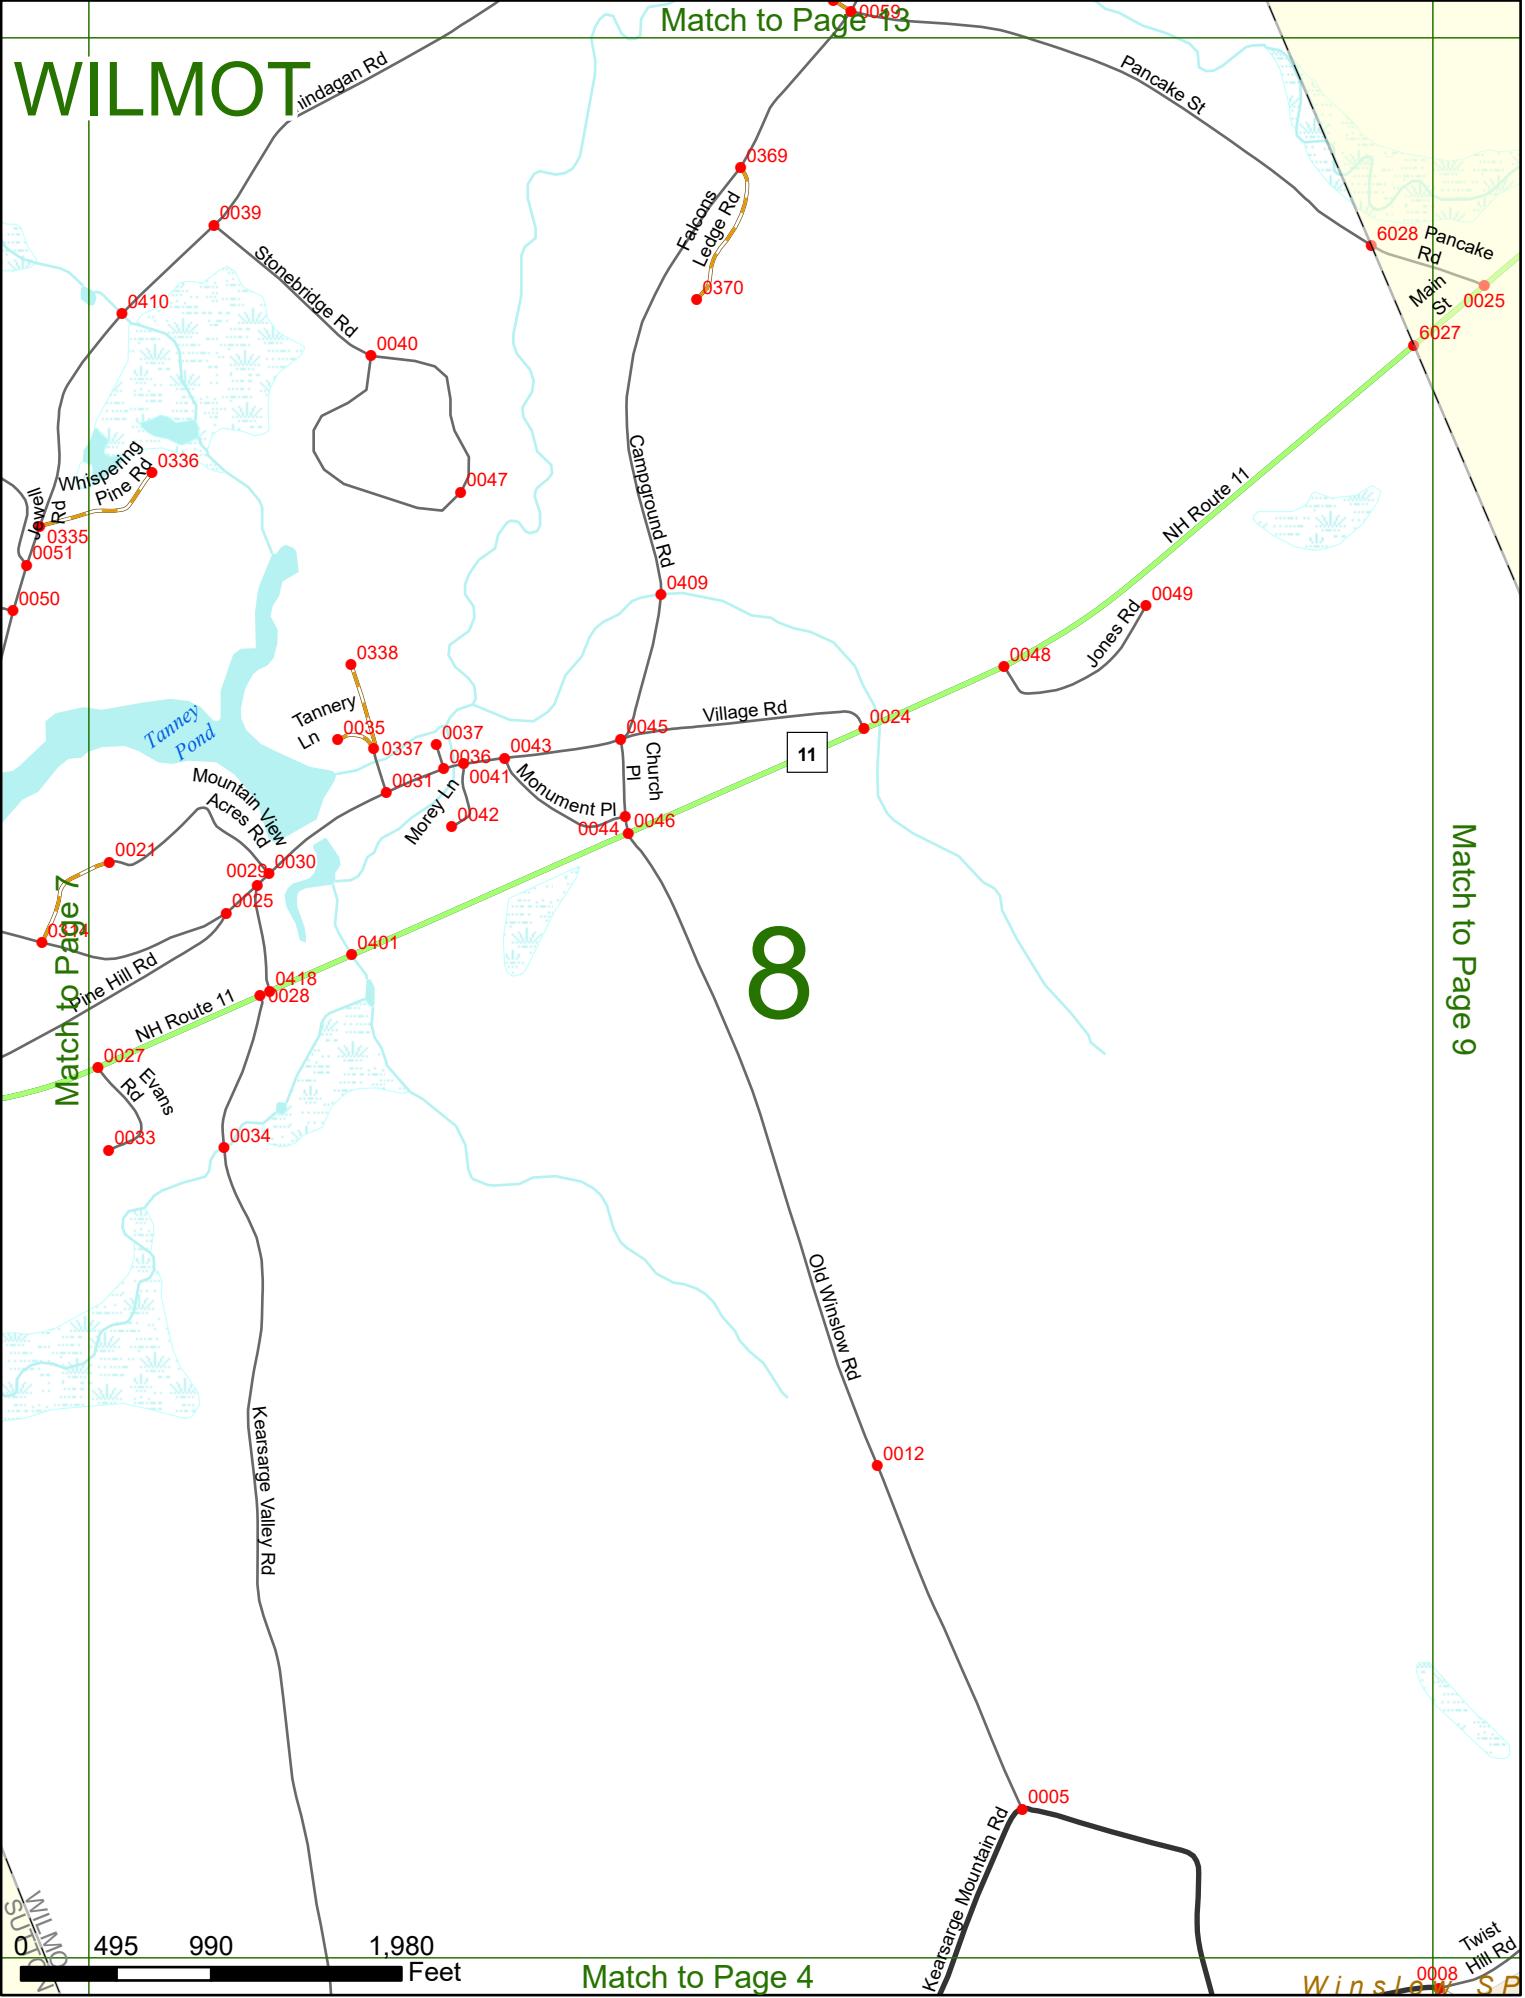 Match to Page 13
0059
WILMOT
Pancake St
0369
0039
Falcons
Ledge Rd
6028
Pancake
Rd
Stonebridge Rd
0370
Main
St
0025
0410
6027
0040
Campground Rd
Whispering
Pine Rd
0336
0047
NH Route 11
Jewell
Rd
0335
0051
0409
0050
0049
Jones Rd
0338
0048
Tannery
Ln
Village Rd
Tanney
Pond
0035
0337
0037
0043
0045
0024
11
Church
Pl
0036
0041
0031
Monument Pl
Mountain View
Acres Rd
Morey Ln
0042
0046
0044
0021
0030
0029
0025
Match to Page 7
0314
8
Match to Page 9
0401
Pine Hill Rd
0418
0028
NH Route 11
0027
Evans
Rd
0033
0034
Old Winslow Rd
Kearsarge Valley Rd
0012
0005
Kearsarge Mountain Rd
SUTTON
Twist
Hill Rd
0 495 990 1,980
Feet
Match to Page 4
0008
Winslow SP